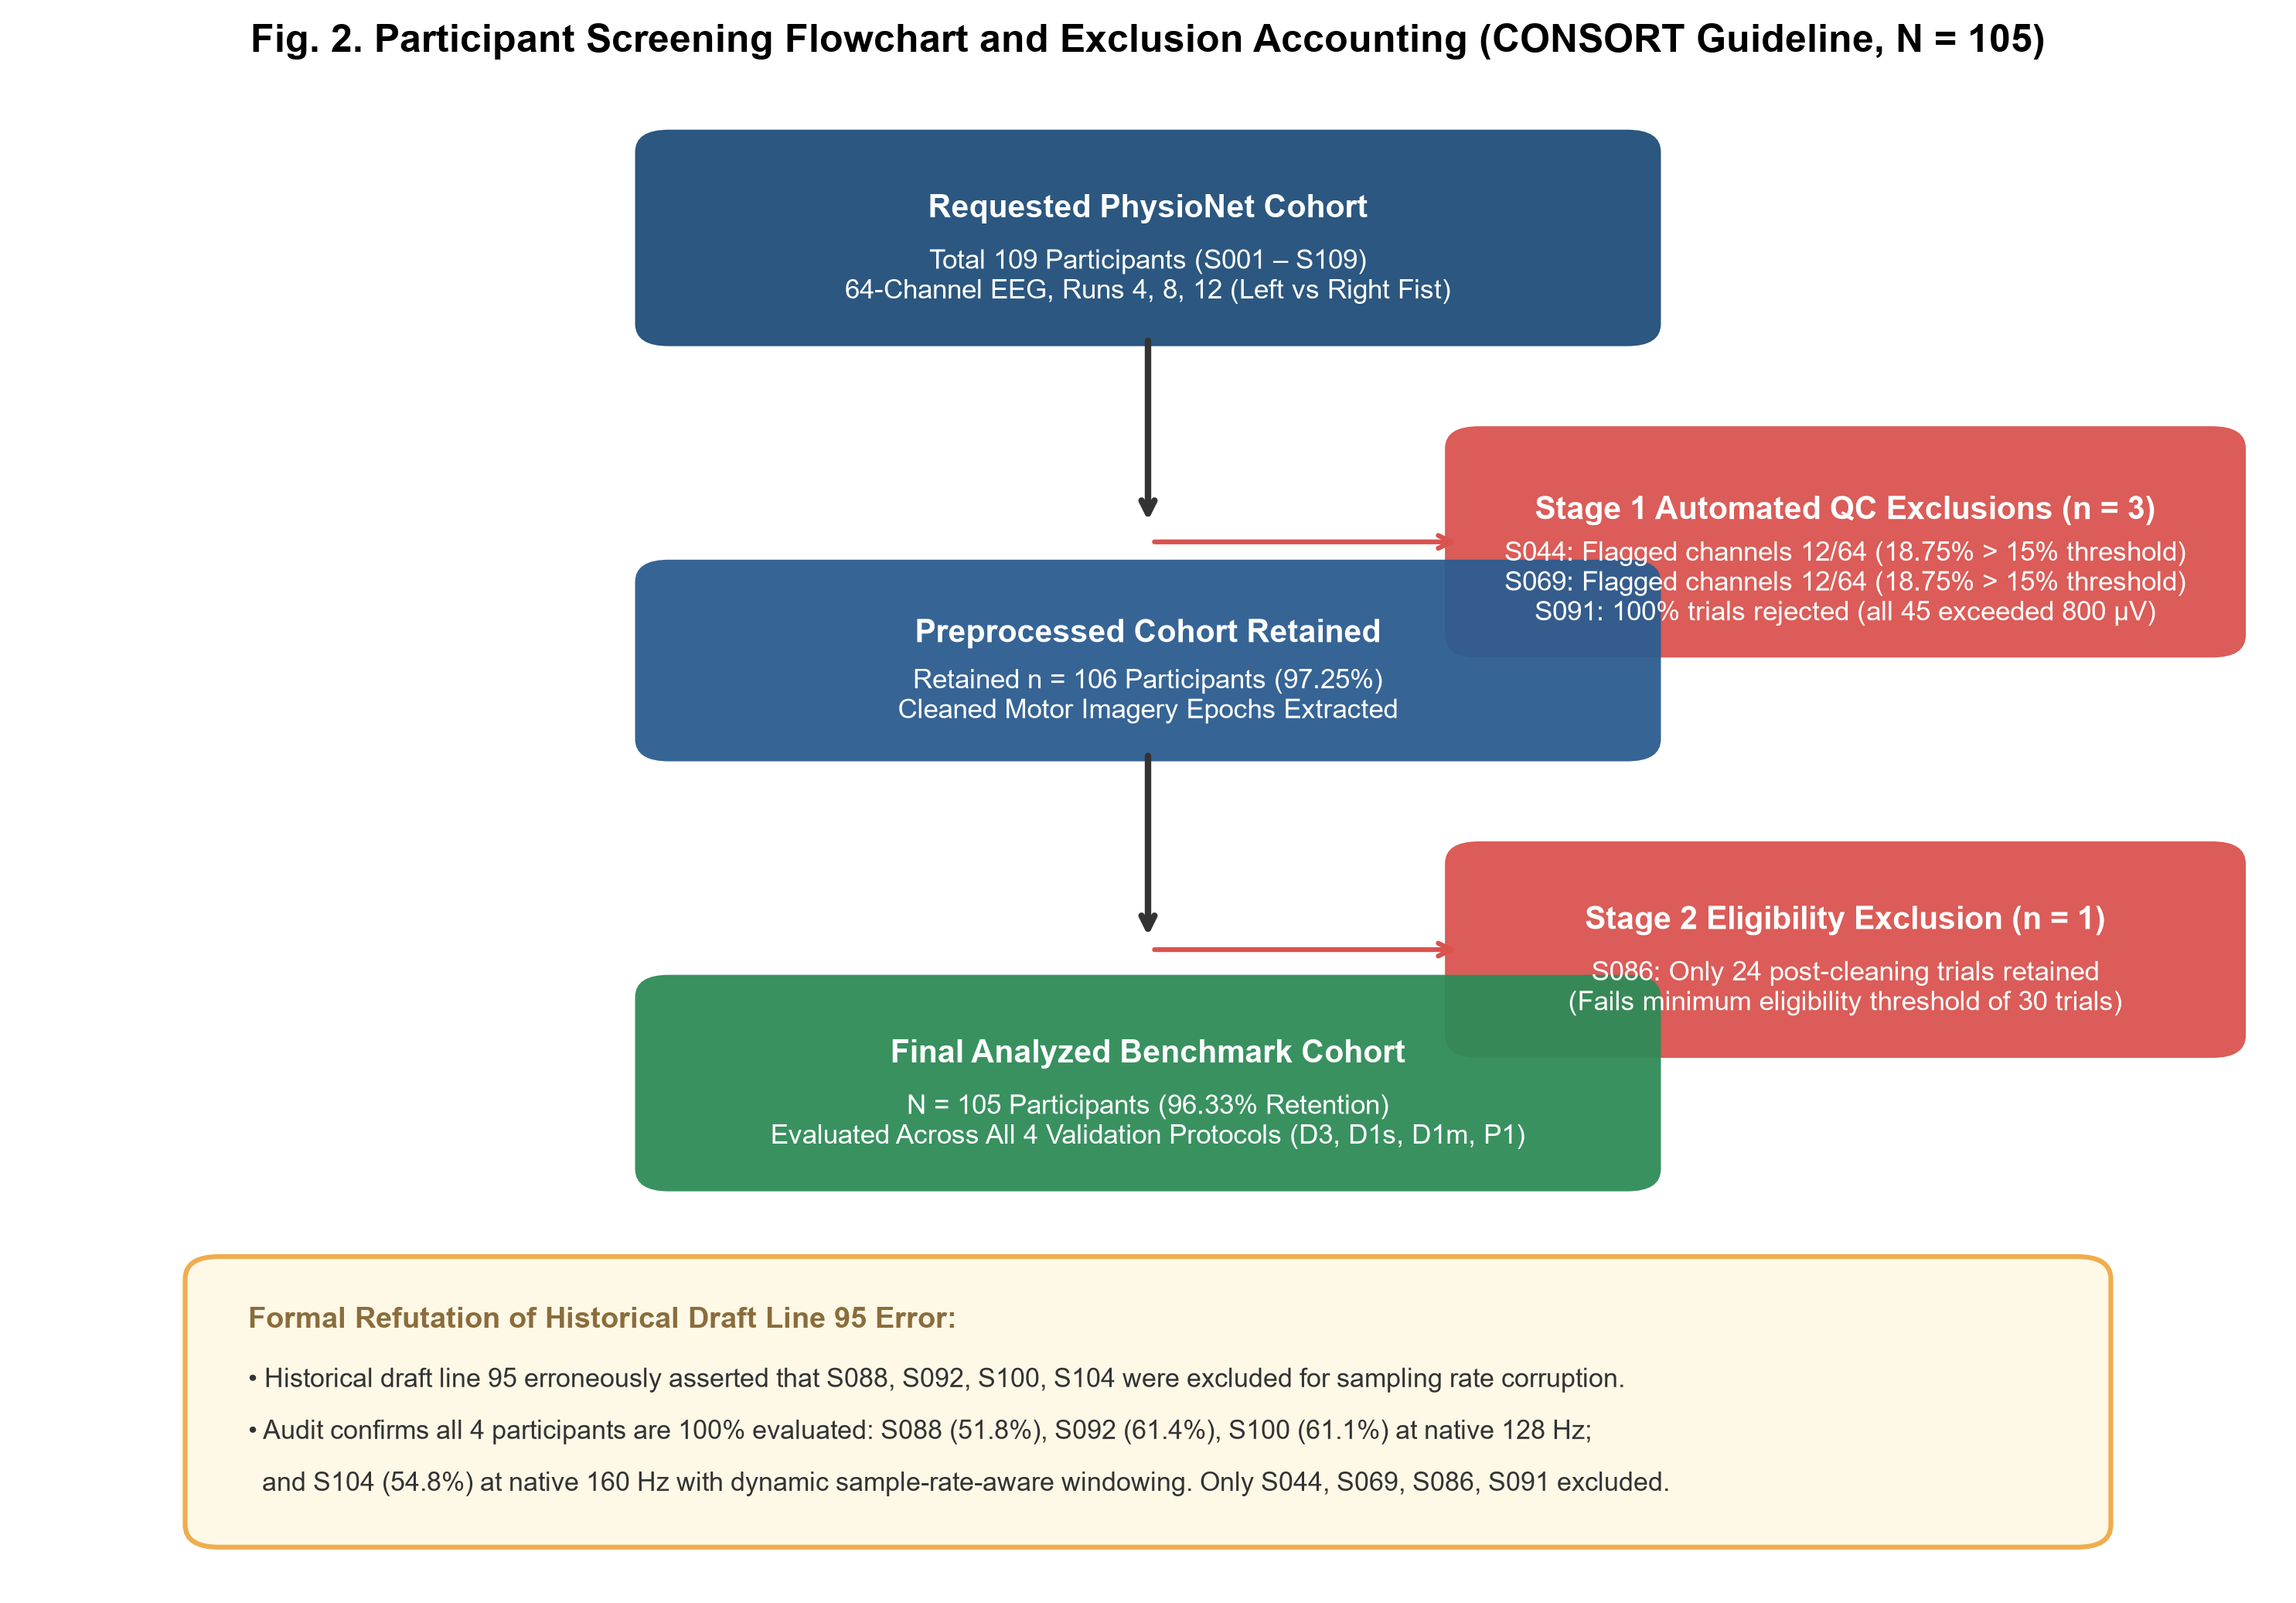 Fig. 2. Participant Screening Flowchart and Exclusion Accounting (CONSORT Guideline, N = 105)
Requested PhysioNet Cohort
Total 109 Participants (S001 – S109)
64-Channel EEG, Runs 4, 8, 12 (Left vs Right Fist)
Stage 1 Automated QC Exclusions (n = 3)
S044: Flagged channels 12/64 (18.75% > 15% threshold)
S069: Flagged channels 12/64 (18.75% > 15% threshold)
S091: 100% trials rejected (all 45 exceeded 800 µV)
Preprocessed Cohort Retained
Retained n = 106 Participants (97.25%)
Cleaned Motor Imagery Epochs Extracted
Stage 2 Eligibility Exclusion (n = 1)
S086: Only 24 post-cleaning trials retained
(Fails minimum eligibility threshold of 30 trials)
Final Analyzed Benchmark Cohort
N = 105 Participants (96.33% Retention)
Evaluated Across All 4 Validation Protocols (D3, D1s, D1m, P1)
Formal Refutation of Historical Draft Line 95 Error:
• Historical draft line 95 erroneously asserted that S088, S092, S100, S104 were excluded for sampling rate corruption.
• Audit confirms all 4 participants are 100% evaluated: S088 (51.8%), S092 (61.4%), S100 (61.1%) at native 128 Hz;
and S104 (54.8%) at native 160 Hz with dynamic sample-rate-aware windowing. Only S044, S069, S086, S091 excluded.